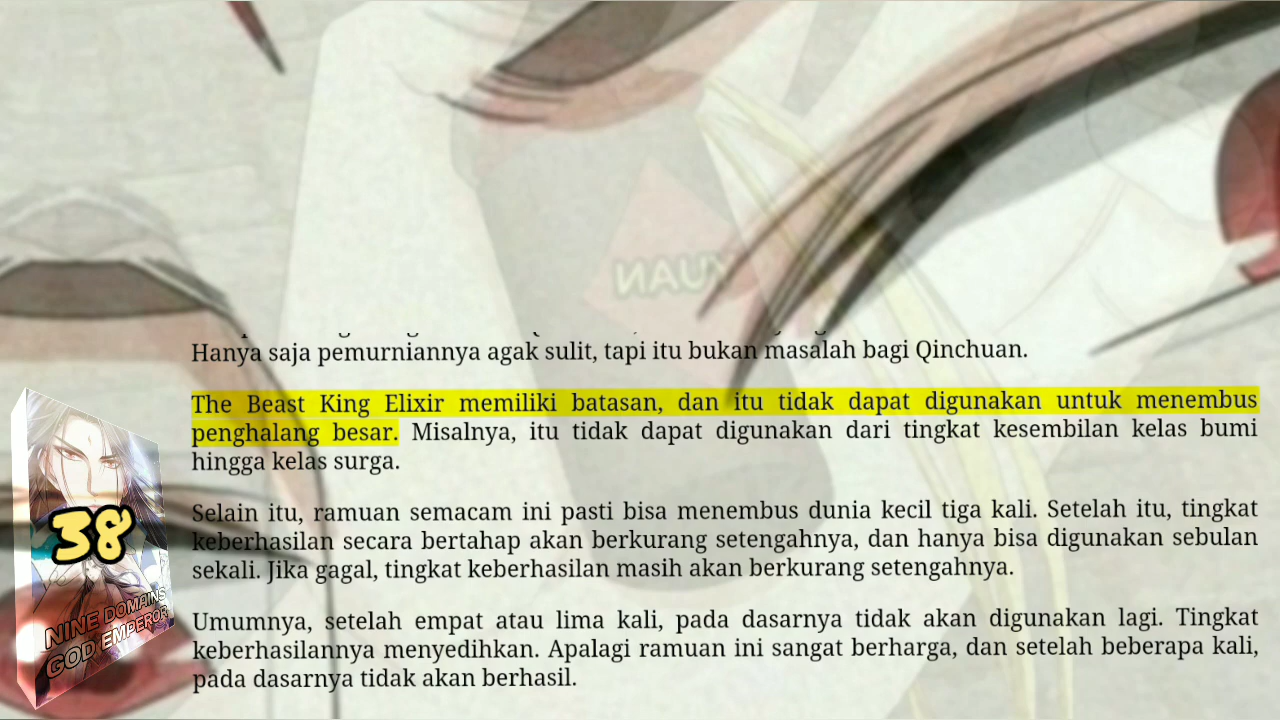 NAUY
Hanya saja pemurniannya agak sulit, tapi itu bukan masalah bagi Qinchuan.
The Beast King Elixir memiliki batasan, dan itu tidak dapat digunakan untuk menembus
penghalang besar. Misalnya, itu tidak dapat digunakan dari tingkat kesembilan kelas bumi
hingga kelas surga.
Selain itu, ramuan semacam ini pasti bisa menembus dunia kecil tiga kali. Setelah itu, tingkat
keberhasilan secara bertahap akan berkurang setengahnya, dan hanya bisa digunakan sebulan
sekali. Jika gagal, tingkat keberhasilan masih akan berkurang setengahnya.
Umumnya, setelah empat atau lima kali, pada dasarnya tidak akan digunakan lagi. Tingkat
keberhasilannya menyedihkan. Apalagi ramuan ini sangat berharga, dan setelah beberapa kali,
pada dasarnya tidak akan berhasil.
38
NINE DOMAINS
GOD EMPEROR